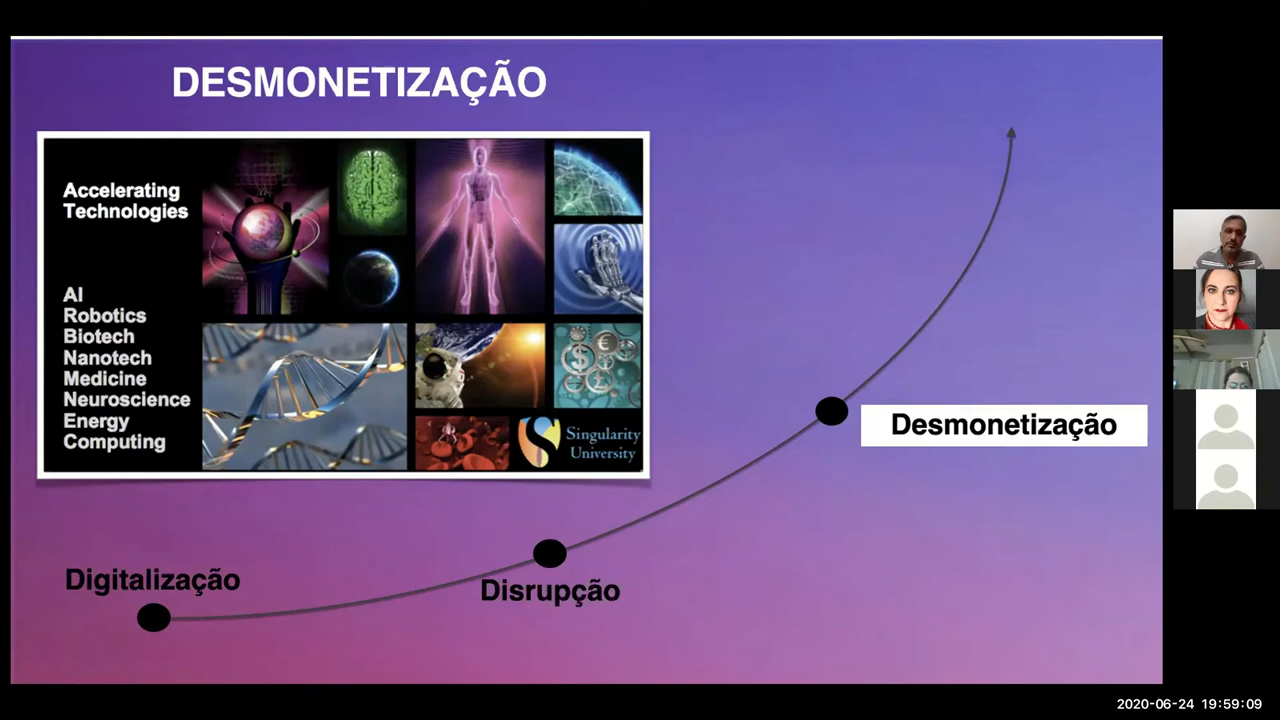 DESMONETIZAÇÃO
Accelerating
Technologies
AI
Robotics
Biotech
Nanotech
Medicine
Neuroscience
Energy
Computing
Singularity
University
Desmonetização
Digitalização
Disrupção
2020-06-24 19:59:09